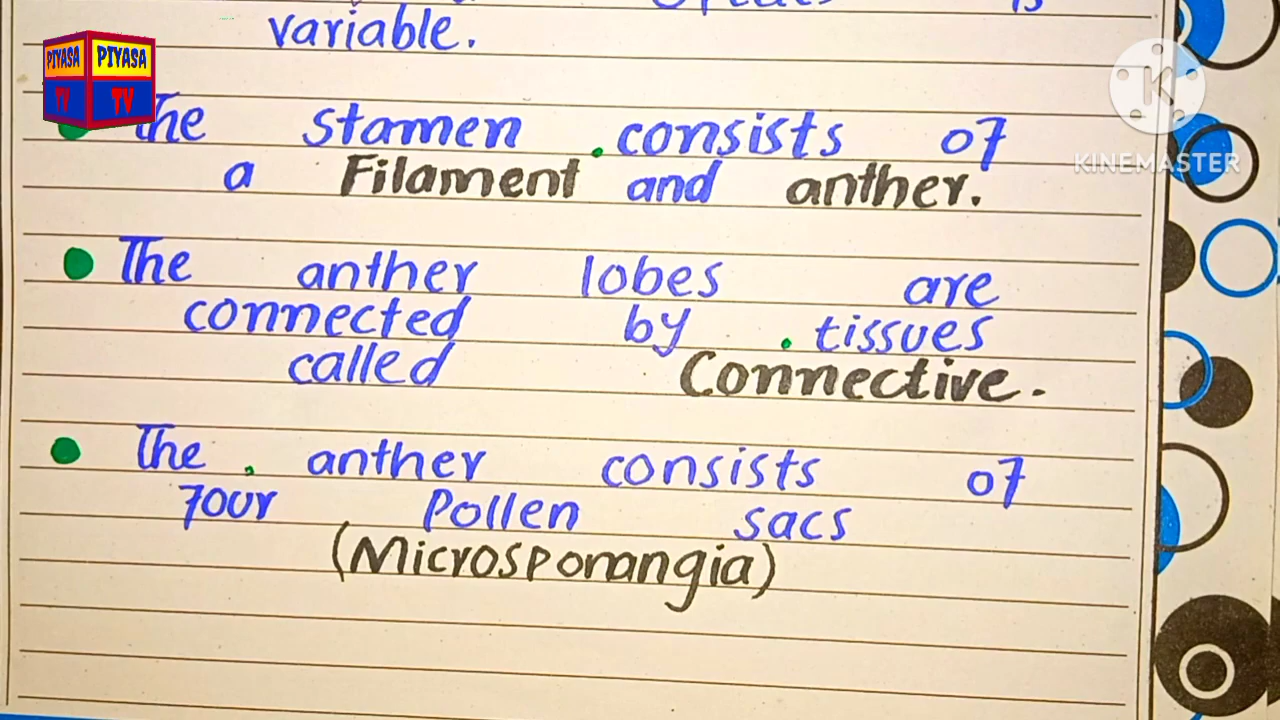 is
variable.
PIYASA PIYASA
TV TV
The stamen consists of
a Filament and anther.
KINEMASTER
The anther lobes are
connected by tissues
called Connective.
The anther consists of
four Pollen sacs
(Microsporangia)